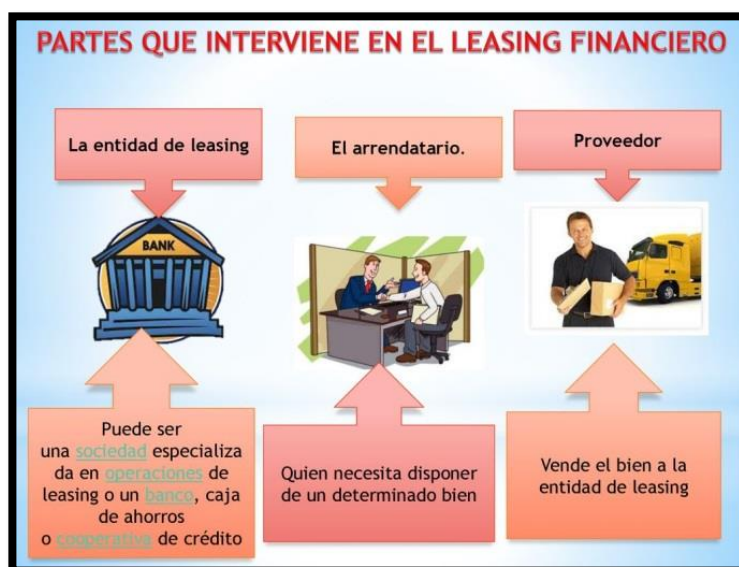 PARTES QUE INTERVIENE EN EL LEASING FINANCIERO
La entidad de leasing
El arrendatario.
Proveedor
BANK
Puede ser
una sociedad especializa
da en operaciones de
leasing o un banco, caja
de ahorros
o cooperativa de crédito
Quien necesita disponer
de un determinado bien
Vende el bien a la
entidad de leasing